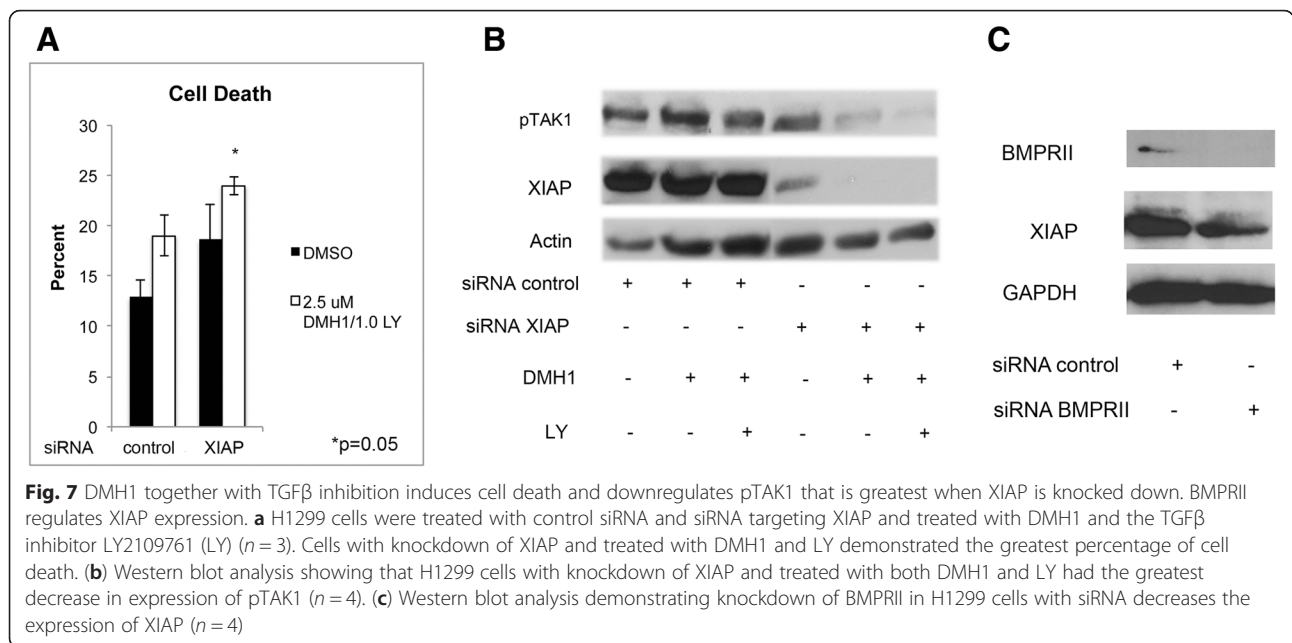 A
Cell Death
30
25
20
15
10
5
0
Percent
*
DMSO
2.5 uM
DMH1/1.0 LY
siRNA control XIAP *p=0.05
B
pTAK1
XIAP
Actin
siRNA control + + + - - -
siRNA XIAP - - - + + +
DMH1 - + + - + +
LY - - + - - +
C
BMPRII
XIAP
GAPDH
siRNA control + -
siRNA BMPRII - +
Fig. 7 DMH1 together with TGFβ inhibition induces cell death and downregulates pTAK1 that is greatest when XIAP is knocked down. BMPRII
regulates XIAP expression. a H1299 cells were treated with control siRNA and siRNA targeting XIAP and treated with DMH1 and the TGFβ
inhibitor LY2109761 (LY) (n = 3). Cells with knockdown of XIAP and treated with DMH1 and LY demonstrated the greatest percentage of cell
death. (b) Western blot analysis showing that H1299 cells with knockdown of XIAP and treated with both DMH1 and LY had the greatest
decrease in expression of pTAK1 (n = 4). (c) Western blot analysis demonstrating knockdown of BMPRII in H1299 cells with siRNA decreases the
expression of XIAP (n = 4)